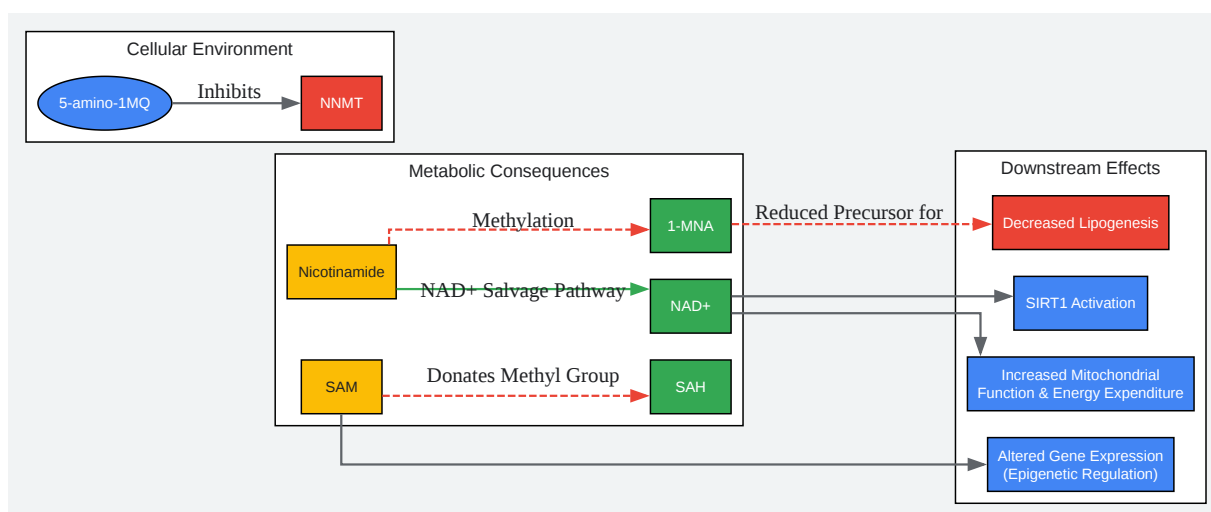 Cellular Environment
5-amino-1MQ
Inhibits
NNMT
Metabolic Consequences
Nicotinamide
Methylation
1-MNA
NAD+ Salvage Pathway
NAD+
SAM
Donates Methyl Group
SAH
Reduced Precursor for
Downstream Effects
Decreased Lipogenesis
SIRT1 Activation
Increased Mitochondrial
Function & Energy Expenditure
Altered Gene Expression
(Epigenetic Regulation)